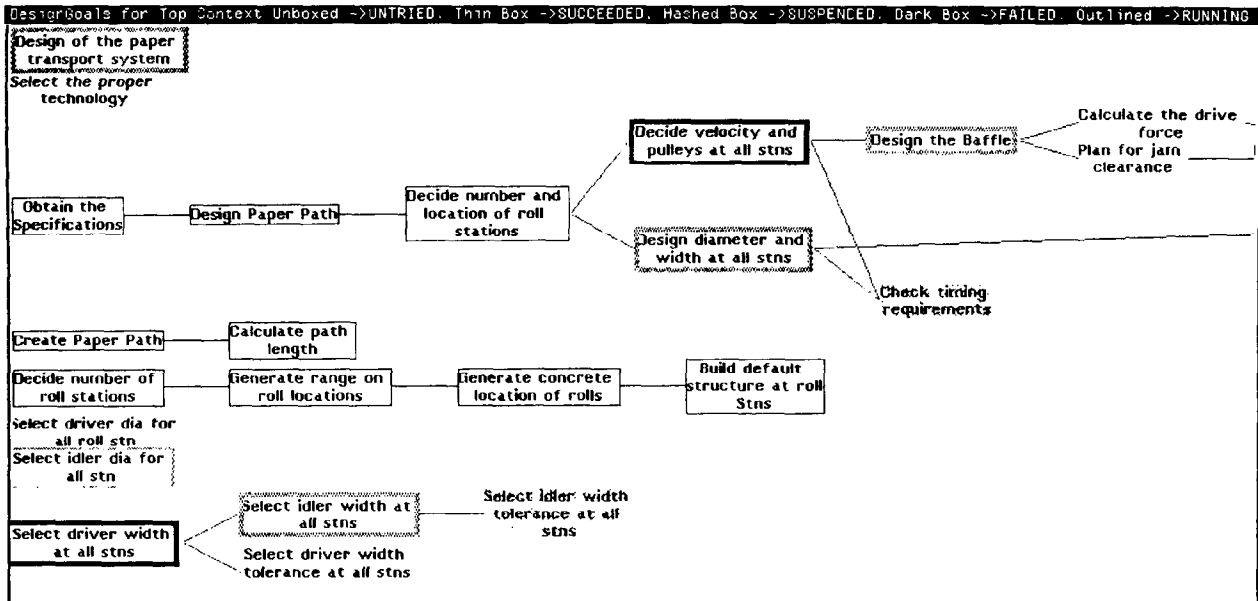 DesignGoals for Top Context Unboxed ->UNTRIED. Thin Box ->SUCCEEDED. Hashed Box ->SUSPENCED. Dark Box ->FAILED. Outlined ->RUNNING
Design of the paper
transport system
Select the proper
technology
Calculate the drive
force
Plan for jam
clearance
Decide velocity and
pulleys at all stns
Design the Baffle
Obtain the
Specifications
Design Paper Path
Decide number and
location of roll
stations
Design diameter and
width at all stns
Check timing
requirements
Create Paper Path
Calculate path
length
Decide number of
roll stations
Generate range on
roll locations
Generate concrete
location of rolls
Build default
structure at roll
Stns
Select driver dia for
all roll stn
Select idler dia for
all stn
Select driver width
at all stns
Select idler width at
all stns
Select idler width
tolerance at all
stns
Select driver width
tolerance at all stns